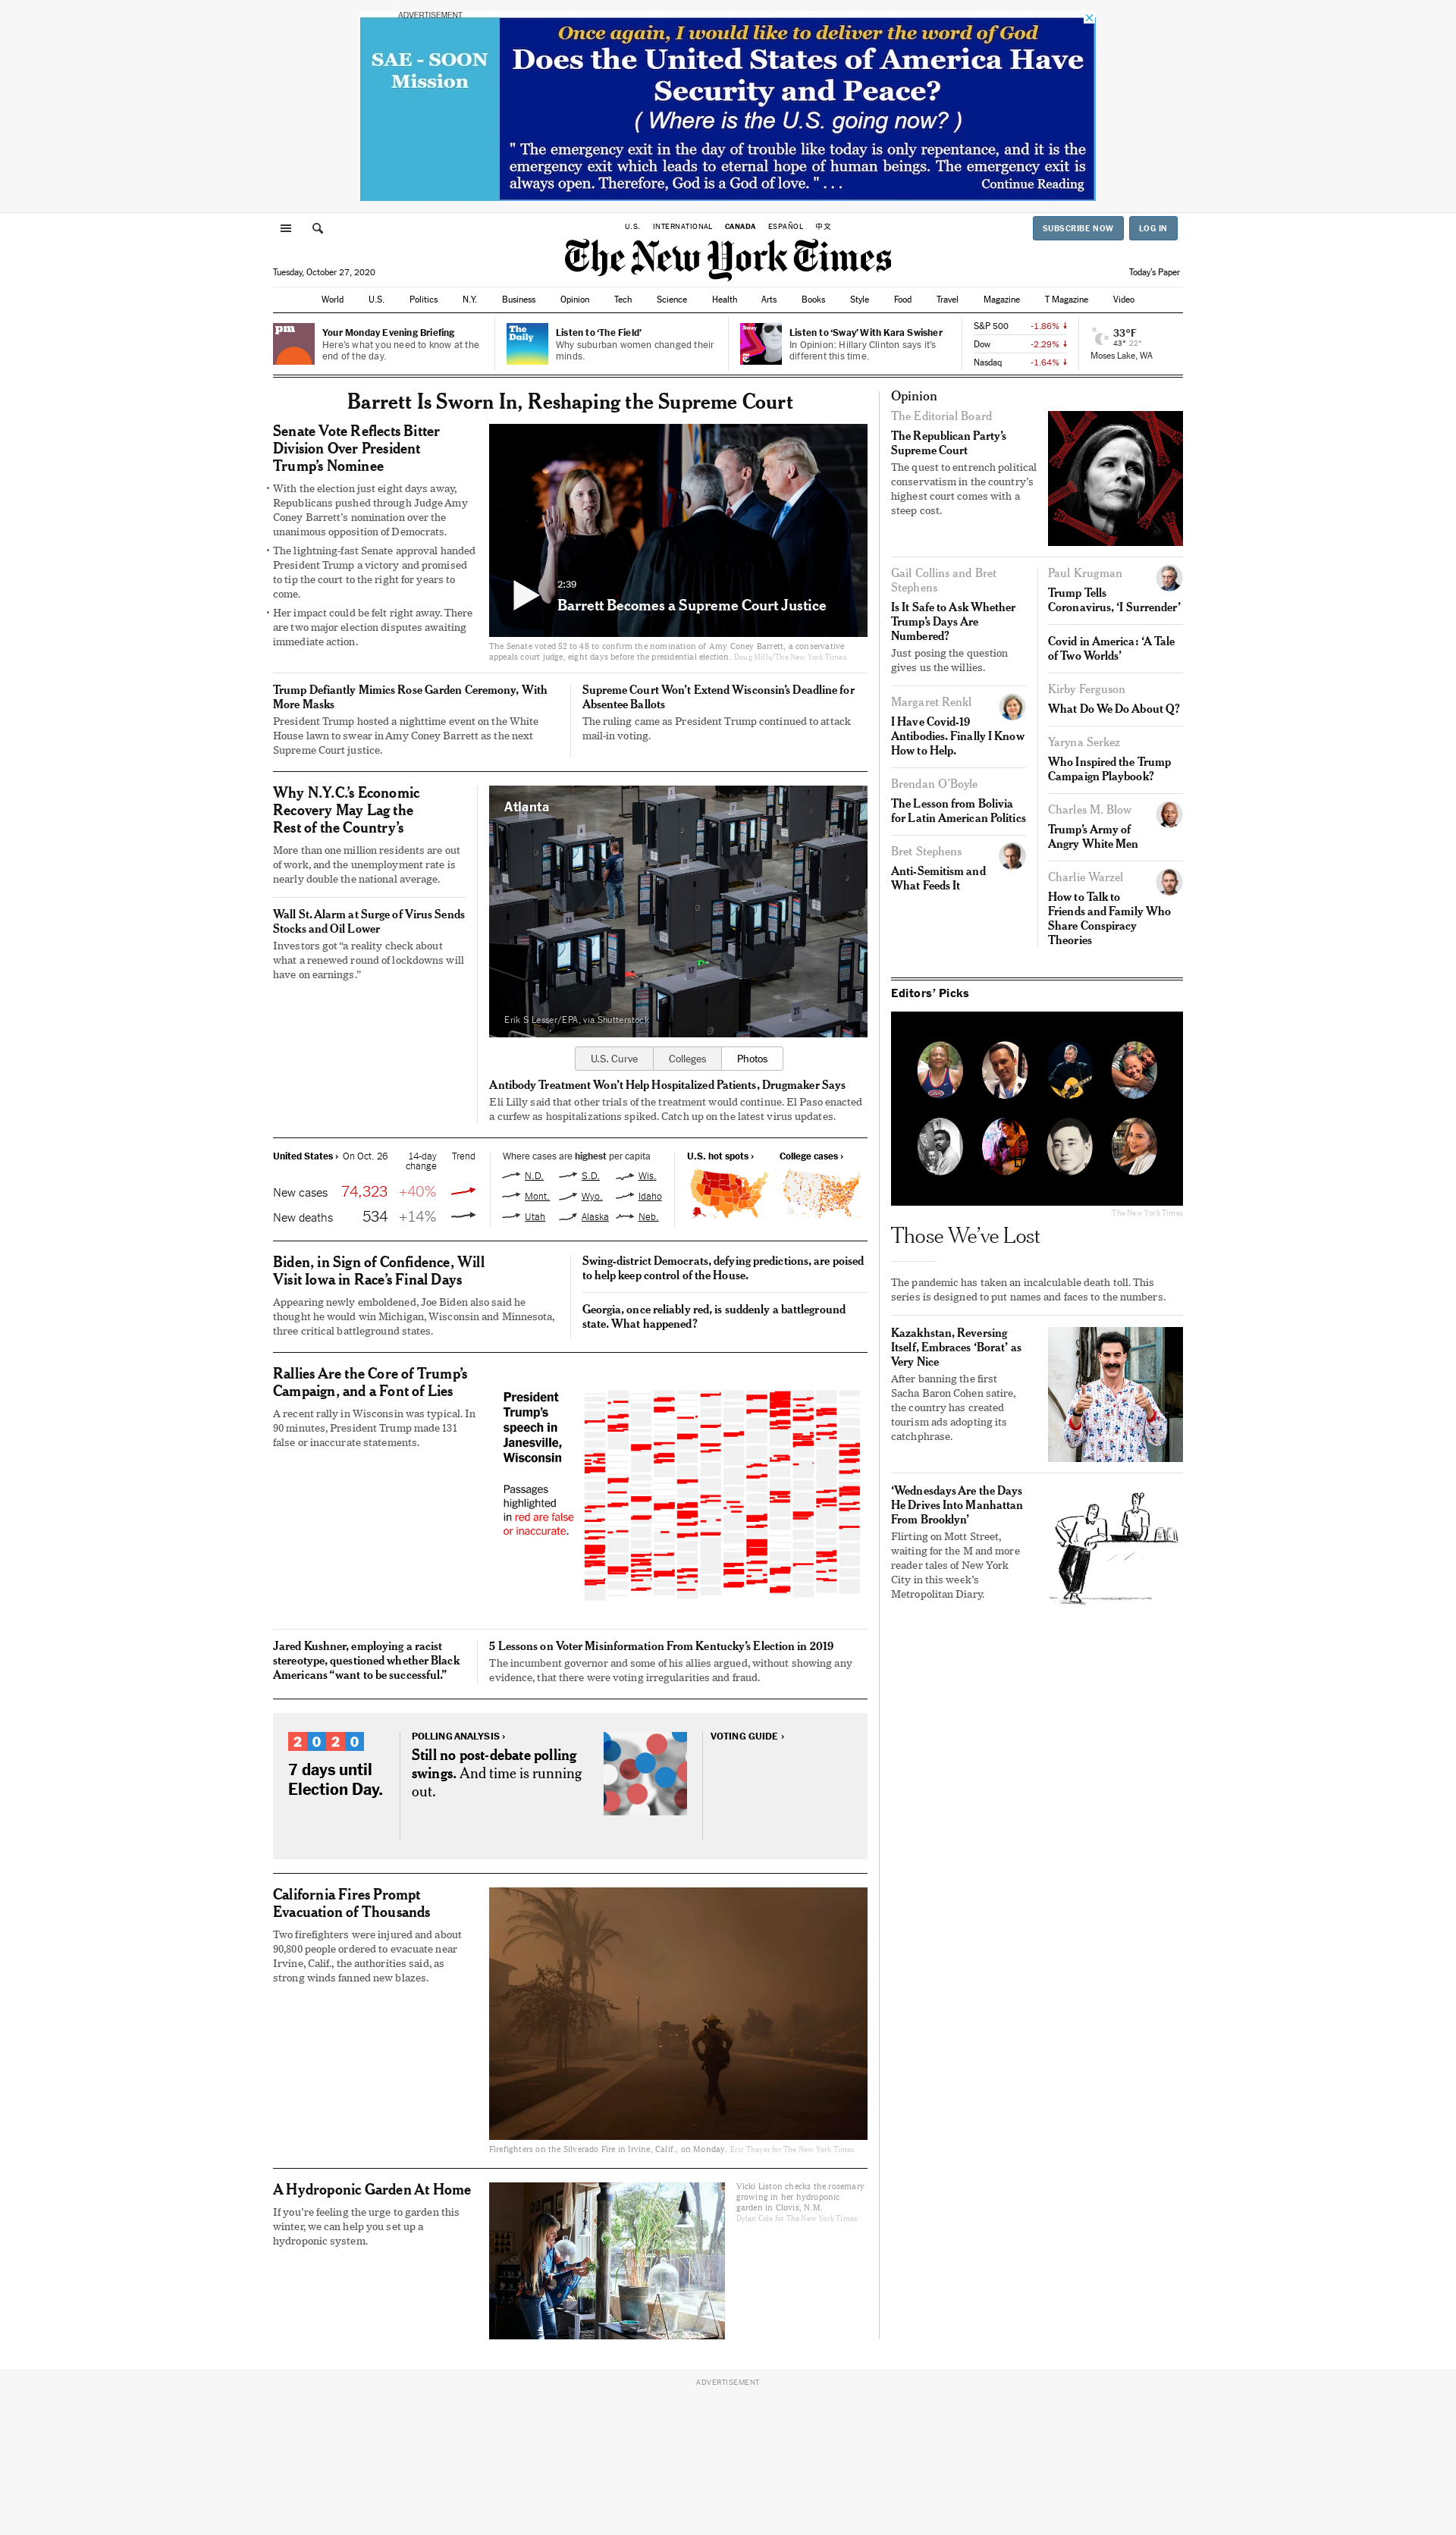 ADVERTISEMENT
SAE - SOON
Mission
Once again, I would like to deliver the word of God
Does the United States of America Have
Security and Peace?
( Where is the U.S. going now? )
" The emergency exit in the day of trouble like today is only repentance, and it is the
emergency exit which leads to eternal hope of human beings. The emergency exit is
always open. Therefore, God is a God of love. " . . .
Continue Reading
U.S. INTERNATIONAL CANADA ESPAÑOL 中文
SUBSCRIBE NOW LOG IN
The New York Times
Tuesday, October 27, 2020
Today's Paper
World U.S. Politics N.Y. Business Opinion Tech Science Health Arts Books Style Food Travel Magazine T Magazine Video
pm
Your Monday Evening Briefing
Here's what you need to know at the
end of the day.
The
Daily
Listen to 'The Field'
Why suburban women changed their
minds.
Sway
Listen to 'Sway' With Kara Swisher
In Opinion: Hillary Clinton says it's
different this time.
S&P 500 -1.86%
Dow -2.29%
Nasdaq -1.64%
33°F
43° 22°
Moses Lake, WA
Barrett Is Sworn In, Reshaping the Supreme Court
Senate Vote Reflects Bitter
Division Over President
Trump's Nominee
• With the election just eight days away,
Republicans pushed through Judge Amy
Coney Barrett's nomination over the
unanimous opposition of Democrats.
• The lightning-fast Senate approval handed
President Trump a victory and promised
to tip the court to the right for years to
come.
• Her impact could be felt right away. There
are two major election disputes awaiting
immediate action.
2:39
Barrett Becomes a Supreme Court Justice
The Senate voted 52 to 48 to confirm the nomination of Amy Coney Barrett, a conservative
appeals court judge, eight days before the presidential election. Doug Mills/The New York Times
Trump Defiantly Mimics Rose Garden Ceremony, With
More Masks
President Trump hosted a nighttime event on the White
House lawn to swear in Amy Coney Barrett as the next
Supreme Court justice.
Supreme Court Won't Extend Wisconsin's Deadline for
Absentee Ballots
The ruling came as President Trump continued to attack
mail-in voting.
Why N.Y.C.'s Economic
Recovery May Lag the
Rest of the Country's
More than one million residents are out
of work, and the unemployment rate is
nearly double the national average.
Wall St. Alarm at Surge of Virus Sends
Stocks and Oil Lower
Investors got "a reality check about
what a renewed round of lockdowns will
have on earnings."
Atlanta
Erik S Lesser/EPA, via Shutterstock
U.S. Curve Colleges Photos
Antibody Treatment Won't Help Hospitalized Patients, Drugmaker Says
Eli Lilly said that other trials of the treatment would continue. El Paso enacted
a curfew as hospitalizations spiked. Catch up on the latest virus updates.
United States › On Oct. 26 14-day
change Trend
New cases 74,323 +40%
New deaths 534 +14%
Where cases are highest per capita
N.D. S.D. Wis.
Mont. Wyo. Idaho
Utah Alaska Neb.
U.S. hot spots ›
College cases ›
Biden, in Sign of Confidence, Will
Visit Iowa in Race's Final Days
Appearing newly emboldened, Joe Biden also said he
thought he would win Michigan, Wisconsin and Minnesota,
three critical battleground states.
Swing-district Democrats, defying predictions, are poised
to help keep control of the House.
Georgia, once reliably red, is suddenly a battleground
state. What happened?
Rallies Are the Core of Trump's
Campaign, and a Font of Lies
A recent rally in Wisconsin was typical. In
90 minutes, President Trump made 131
false or inaccurate statements.
President
Trump's
speech in
Janesville,
Wisconsin
Passages
highlighted
in red are false
or inaccurate.
Jared Kushner, employing a racist
stereotype, questioned whether Black
Americans "want to be successful."
5 Lessons on Voter Misinformation From Kentucky's Election in 2019
The incumbent governor and some of his allies argued, without showing any
evidence, that there were voting irregularities and fraud.
2020
7 days until
Election Day.
POLLING ANALYSIS ›
Still no post-debate polling
swings. And time is running
out.
VOTING GUIDE ›
California Fires Prompt
Evacuation of Thousands
Two firefighters were injured and about
90,800 people ordered to evacuate near
Irvine, Calif., the authorities said, as
strong winds fanned new blazes.
Firefighters on the Silverado Fire in Irvine, Calif., on Monday. Eric Thayer for The New York Times
A Hydroponic Garden At Home
If you're feeling the urge to garden this
winter, we can help you set up a
hydroponic system.
Vicki Liston checks the rosemary
growing in her hydroponic
garden in Clovis, N.M.
Dylan Cole for The New York Times
Opinion
The Editorial Board
The Republican Party's
Supreme Court
The quest to entrench political
conservatism in the country's
highest court comes with a
steep cost.
Gail Collins and Bret
Stephens
Is It Safe to Ask Whether
Trump's Days Are
Numbered?
Just posing the question
gives us the willies.
Margaret Renkl
I Have Covid-19
Antibodies. Finally I Know
How to Help.
Brendan O'Boyle
The Lesson from Bolivia
for Latin American Politics
Bret Stephens
Anti-Semitism and
What Feeds It
Paul Krugman
Trump Tells
Coronavirus, 'I Surrender'
Covid in America: 'A Tale
of Two Worlds'
Kirby Ferguson
What Do We Do About Q?
Yaryna Serkez
Who Inspired the Trump
Campaign Playbook?
Charles M. Blow
Trump's Army of
Angry White Men
Charlie Warzel
How to Talk to
Friends and Family Who
Share Conspiracy
Theories
Editors' Picks
The New York Times
Those We've Lost
The pandemic has taken an incalculable death toll. This
series is designed to put names and faces to the numbers.
Kazakhstan, Reversing
Itself, Embraces 'Borat' as
Very Nice
After banning the first
Sacha Baron Cohen satire,
the country has created
tourism ads adopting its
catchphrase.
'Wednesdays Are the Days
He Drives Into Manhattan
From Brooklyn'
Flirting on Mott Street,
waiting for the M and more
reader tales of New York
City in this week's
Metropolitan Diary.
ADVERTISEMENT